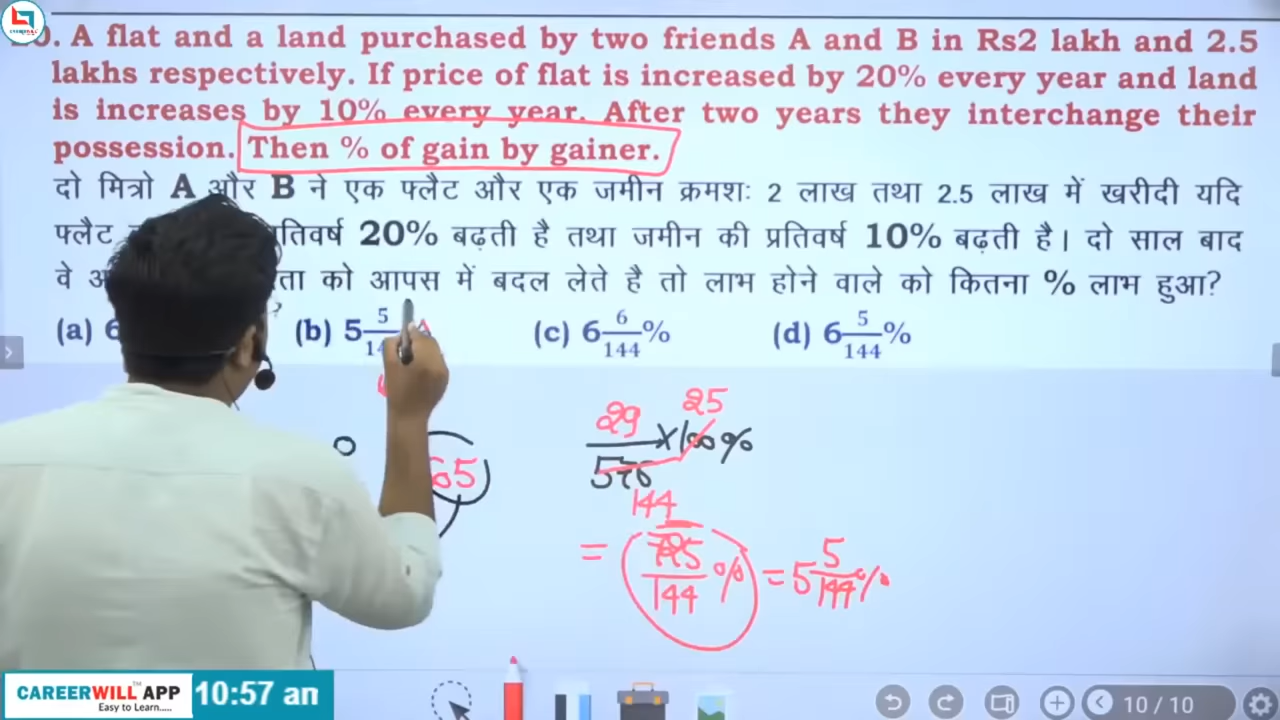 . A flat and a land purchased by two friends A and B in Rs2 lakh and 2.5
lakhs respectively. If price of flat is increased by 20% every year and land
is increases by 10% every year. After two years they interchange their
possession. Then % of gain by gainer.
दो मित्रो A और B ने एक फ्लैट और एक जमीन क्रमशः 2 लाख तथा 2.5 लाख में खरीदी यदि
फ्लैट 20% बढ़ती है तथा जमीन की प्रतिवर्ष 10% बढ़ती है। दो साल बाद
वे को आपस में बदल लेते है तो लाभ होने वाले को कितना % लाभ हुआ?
(a) 6 (b) 5 5/14 (c) 6 6/144% (d) 6 5/144%
29/576 × 100% 25
144
= 725/144 % = 5 5/144 %
0 65
CAREERWILL APP
Easy to Learn.....
10:57 an
10 / 10